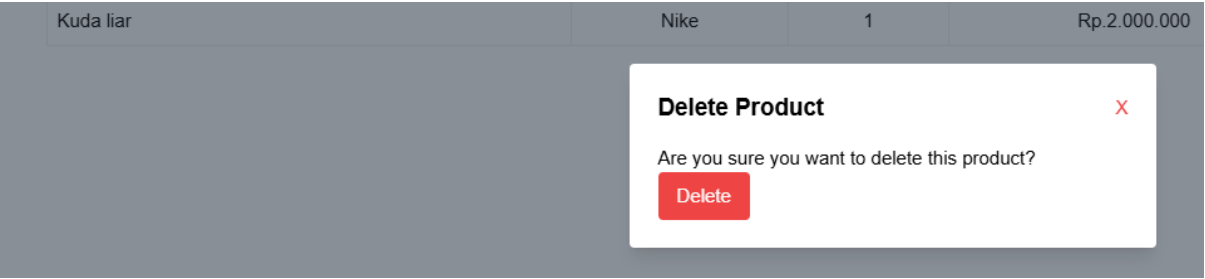 Kuda liar Nike 1 Rp.2.000.000
Delete Product X
Are you sure you want to delete this product?
Delete